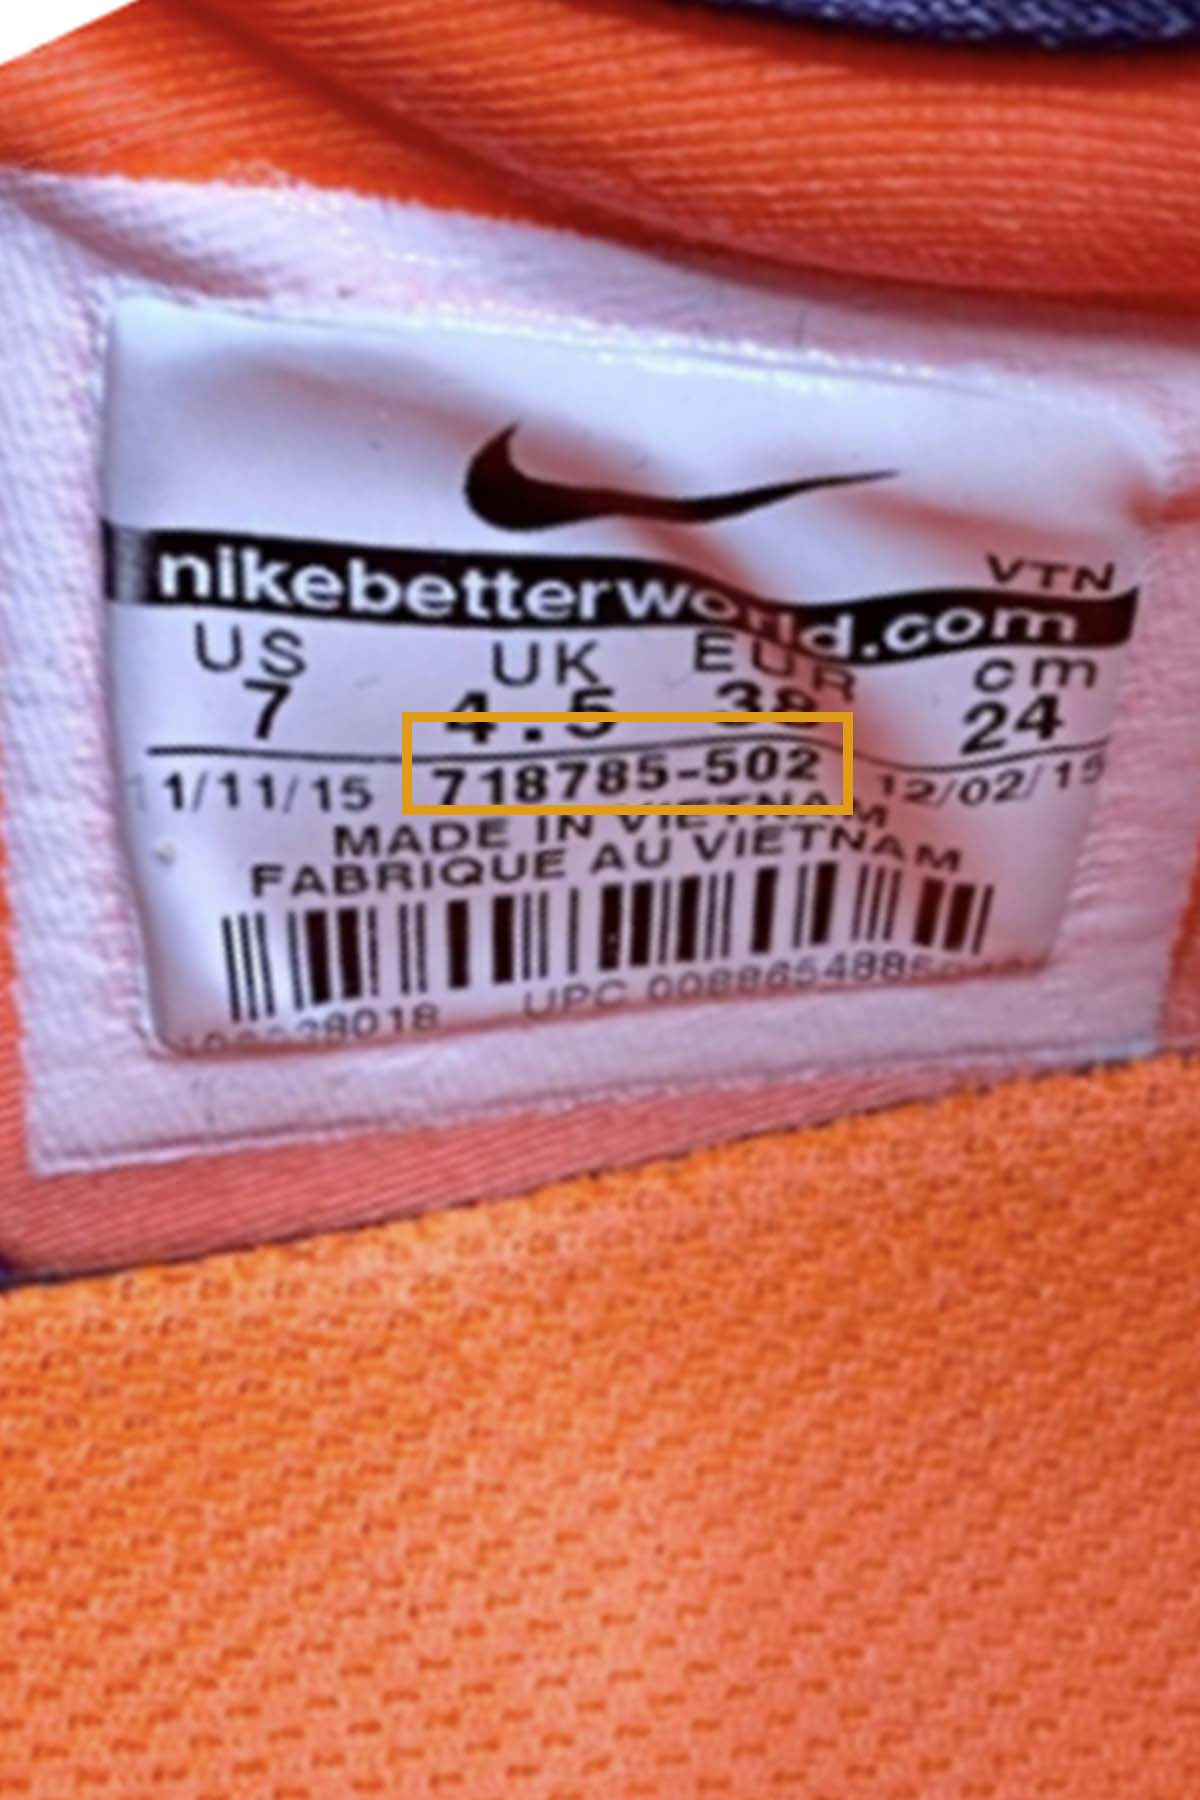 VTN
nikebetterworld.com
US UK EUR cm
7 4.5 38 24
1/11/15 718785-502 12/02/15
MADE IN VIETNAM
FABRIQUE AU VIETNAM
UPC